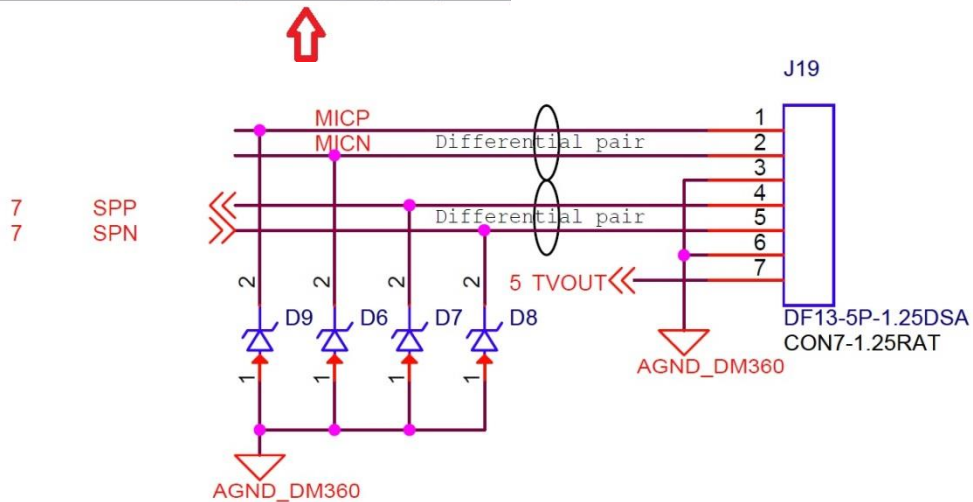 J19
MICP
1
MICN
Differential pair
2
3
7 SPP
4
Differential pair
7 SPN
5
6
5 TVOUT
7
2 2 2 2
D9 D6 D7 D8
DF13-5P-1.25DSA
CON7-1.25RAT
AGND_DM360
1 1 1 1
AGND_DM360